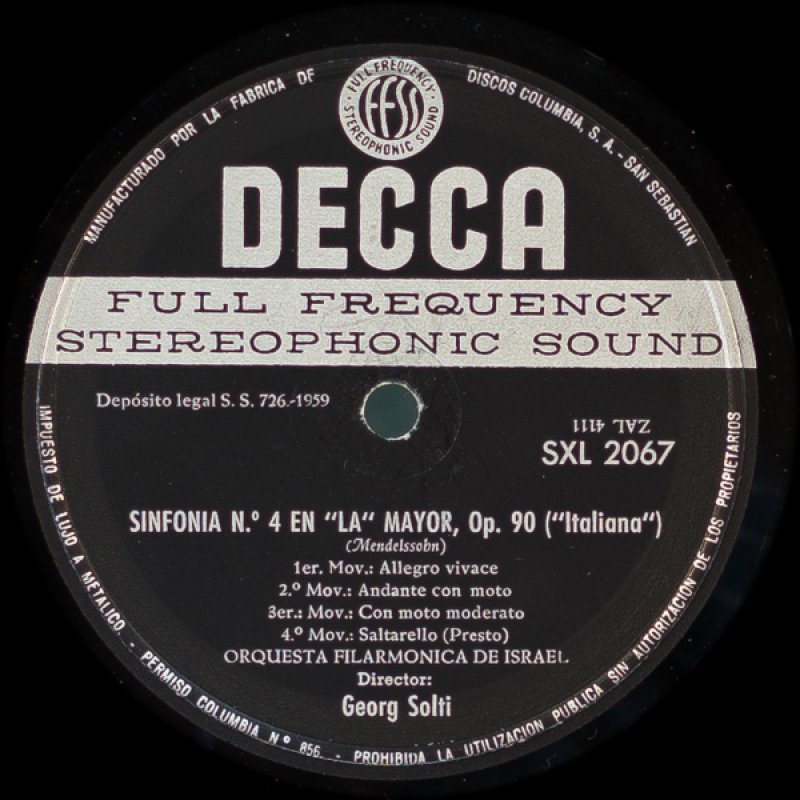 MANUFACTURADO POR LA FABRICA DE
DISCOS COLUMBIA, S. A. - SAN SEBASTIAN
· FULL FREQUENCY ·
FFSS
STEREOPHONIC SOUND
DECCA
FULL FREQUENCY
STEREOPHONIC SOUND
Depósito legal S. S. 726.-1959
ZAL 4111
SXL 2067
SINFONIA N.º 4 EN “LA“ MAYOR, Op. 90 (“Italiana“)
(Mendelssohn)
1er. Mov.: Allegro vivace
2.º Mov.: Andante con moto
3er.: Mov.: Con moto moderato
4.º Mov.: Saltarello (Presto)
ORQUESTA FILARMONICA DE ISRAEL
Director:
Georg Solti
IMPUESTO DE LUJO A METALICO. - PERMISO COLUMBIA Nº 856. - PROHIBIDA LA UTILIZACION PUBLICA SIN AUTORIZACION DE LOS PROPIETARIOS